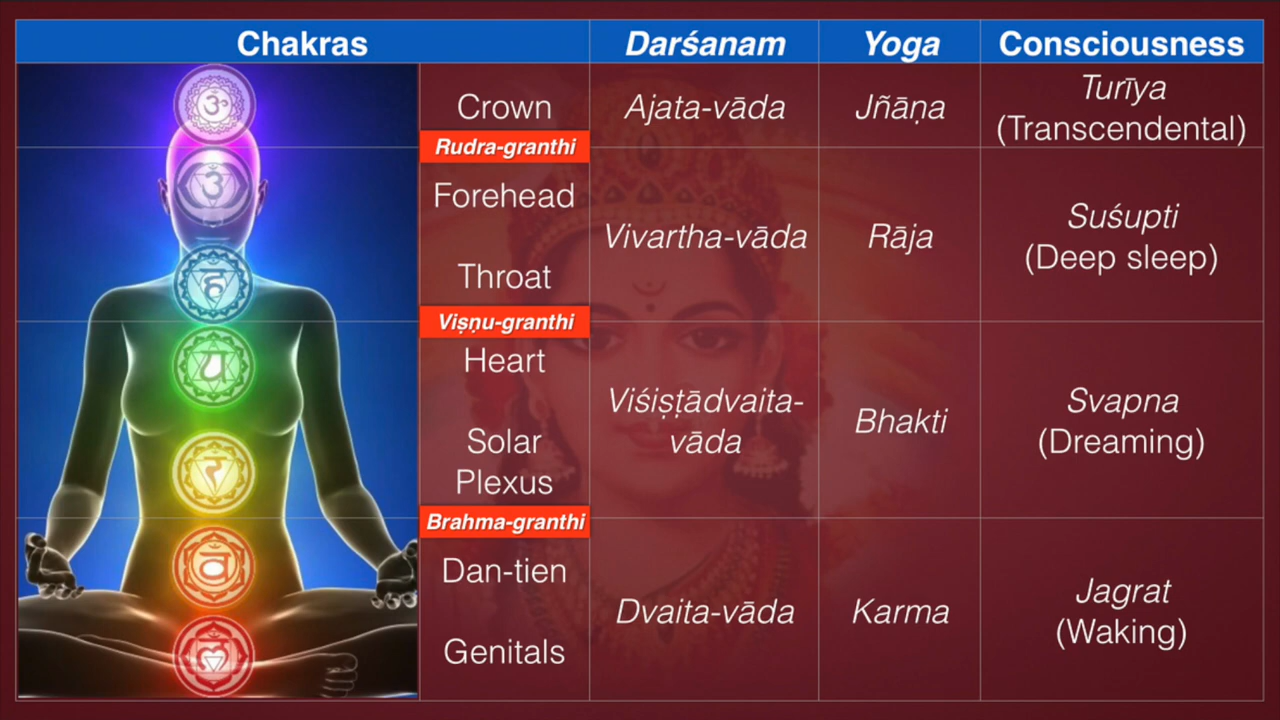 Chakras Darśanam Yoga Consciousness
Crown Ajata-vāda Jñāṇa Turīya
(Transcendental)
Rudra-granthi
Forehead
Throat
Vivartha-vāda Rāja Suśupti
(Deep sleep)
Viṣṇu-granthi
Heart
Solar
Plexus
Viśiṣṭādvaita-
vāda
Bhakti Svapna
(Dreaming)
Brahma-granthi
Dan-tien
Genitals
Dvaita-vāda Karma Jagrat
(Waking)
ॐ
ॐ
हं
यं
रं
वं
लं